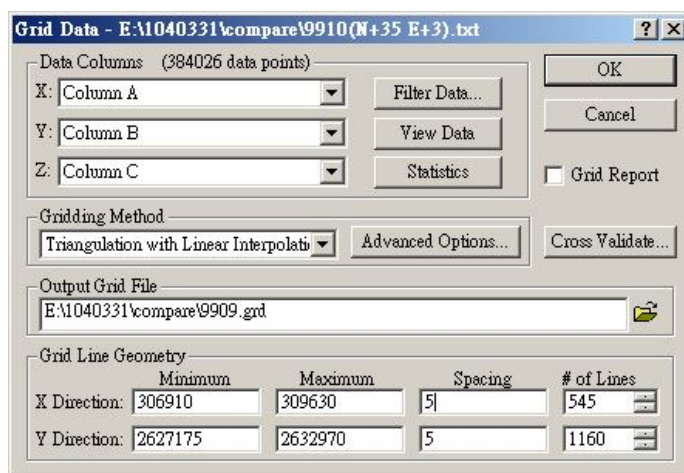 Grid Data - E:\1040331\compare\9910(N+35 E+3).txt
Data Columns (384026 data points)
X: Column A
Filter Data...
OK
Y: Column B
View Data
Cancel
Z: Column C
Statistics
Grid Report
Gridding Method
Triangulation with Linear Interpolati
Advanced Options...
Cross Validate...
Output Grid File
E:\1040331\compare\9909.grd
Grid Line Geometry
Minimum Maximum Spacing # of Lines
X Direction: 306910 309630 5 545
Y Direction: 2627175 2632970 5 1160